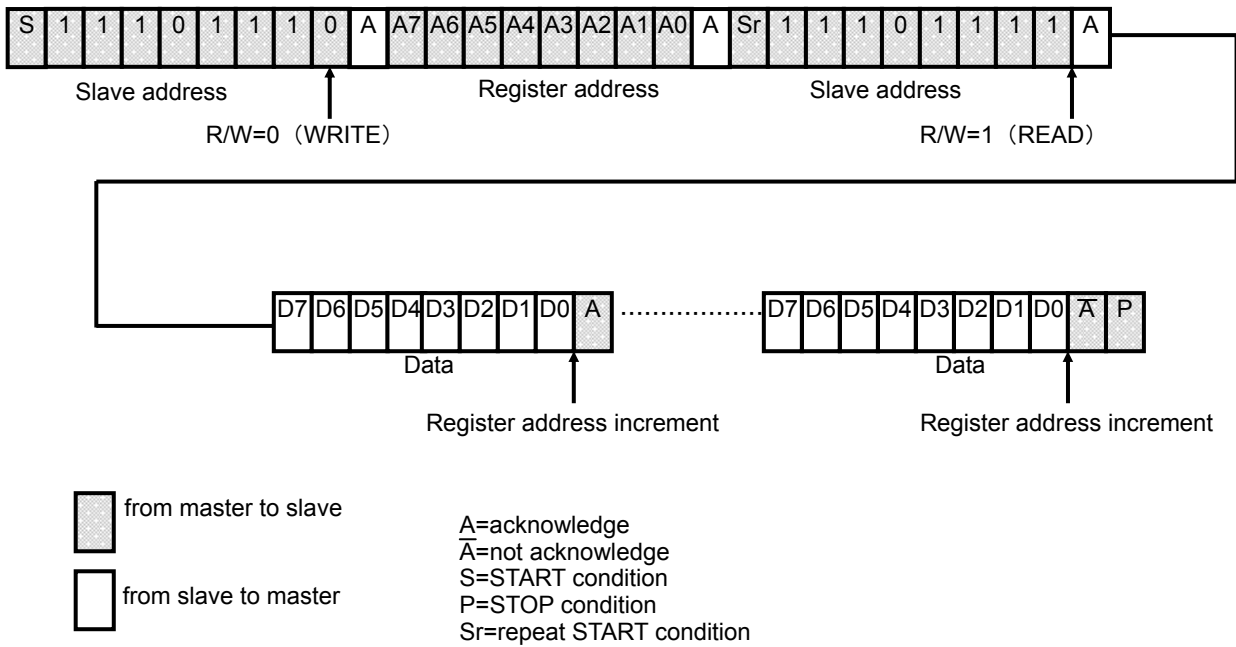 S 1 1 1 0 1 1 1 0 A A7 A6 A5 A4 A3 A2 A1 A0 A Sr 1 1 1 0 1 1 1 1 A
Slave address Register address Slave address
R/W=0（WRITE） R/W=1（READ）
D7 D6 D5 D4 D3 D2 D1 D0 A ................... D7 D6 D5 D4 D3 D2 D1 D0 A̅ P
Data Data
Register address increment Register address increment
from master to slave
from slave to master
A=acknowledge
A̅=not acknowledge
S=START condition
P=STOP condition
Sr=repeat START condition